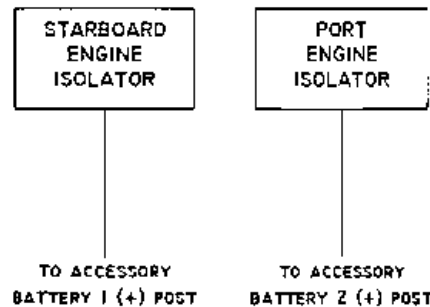 STARBOARD
ENGINE
ISOLATOR
PORT
ENGINE
ISOLATOR
TO ACCESSORY
BATTERY 1 (+) POST
TO ACCESSORY
BATTERY 2 (+) POST